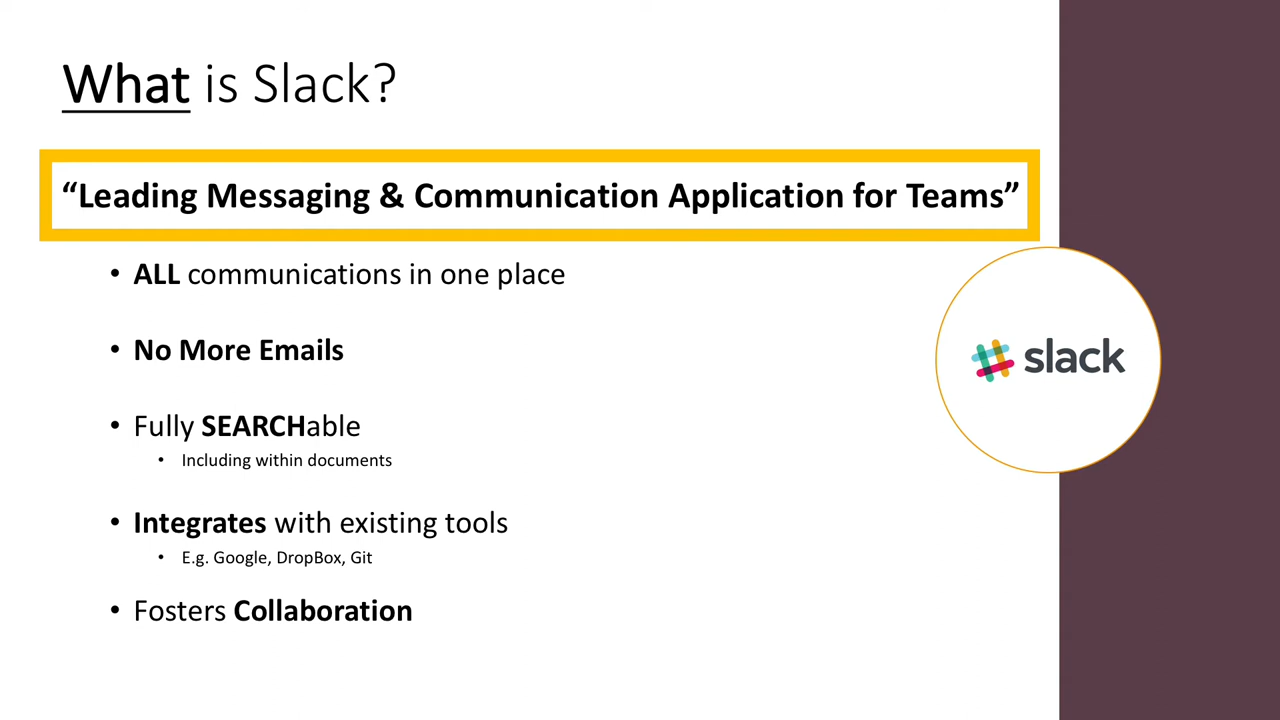 What is Slack?
“Leading Messaging & Communication Application for Teams”
• ALL communications in one place
• No More Emails
• Fully SEARCHable
• Including within documents
• Integrates with existing tools
• E.g. Google, DropBox, Git
• Fosters Collaboration
slack